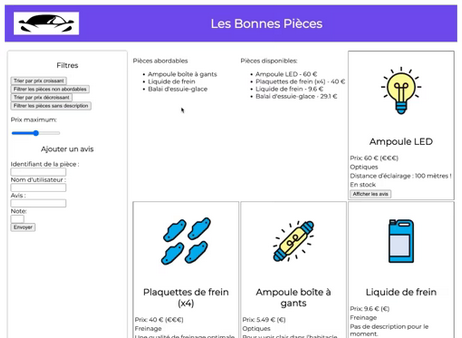 Les Bonnes Pièces
Filtres
Trier par prix croissant
Filtrer les pièces non abordables
Trier par prix décroissant
Filtrer les pièces sans description
Prix maximum:
Ajouter un avis
Identifiant de la pièce :
Nom d'utilisateur :
Avis :
Note:
Envoyer
Pièces abordables
Ampoule boîte à gants
Liquide de frein
Balai d'essuie-glace
Pièces disponibles:
Ampoule LED - 60 €
Plaquettes de frein (x4) - 40 €
Liquide de frein - 9.6 €
Balai d'essuie-glace - 29.1 €
Ampoule LED
Prix: 60 € (€€€)
Optiques
Distance d'éclairage : 100 mètres !
En stock
Afficher les avis
Plaquettes de frein
(x4)
Prix: 40 € (€€€)
Freinage
Une qualité de freinage optimale
Ampoule boîte à
gants
Prix: 5.49 € (€)
Optiques
Pour y voir clair dans l'habitacle
Liquide de frein
Prix: 9.6 € (€)
Freinage
Pas de description pour le
moment.